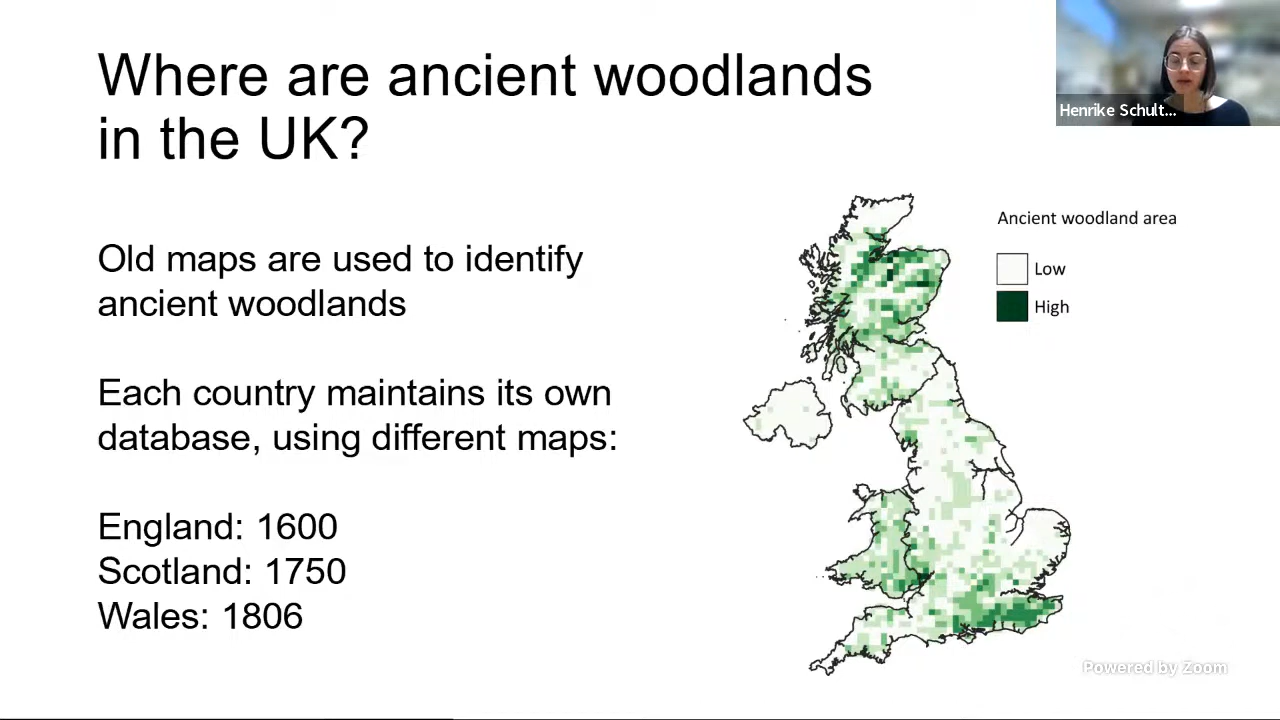 Where are ancient woodlands
in the UK?
Henrike Schult...
Old maps are used to identify
ancient woodlands
Each country maintains its own
database, using different maps:
England: 1600
Scotland: 1750
Wales: 1806
Ancient woodland area
Low
High
Powered by Zoom